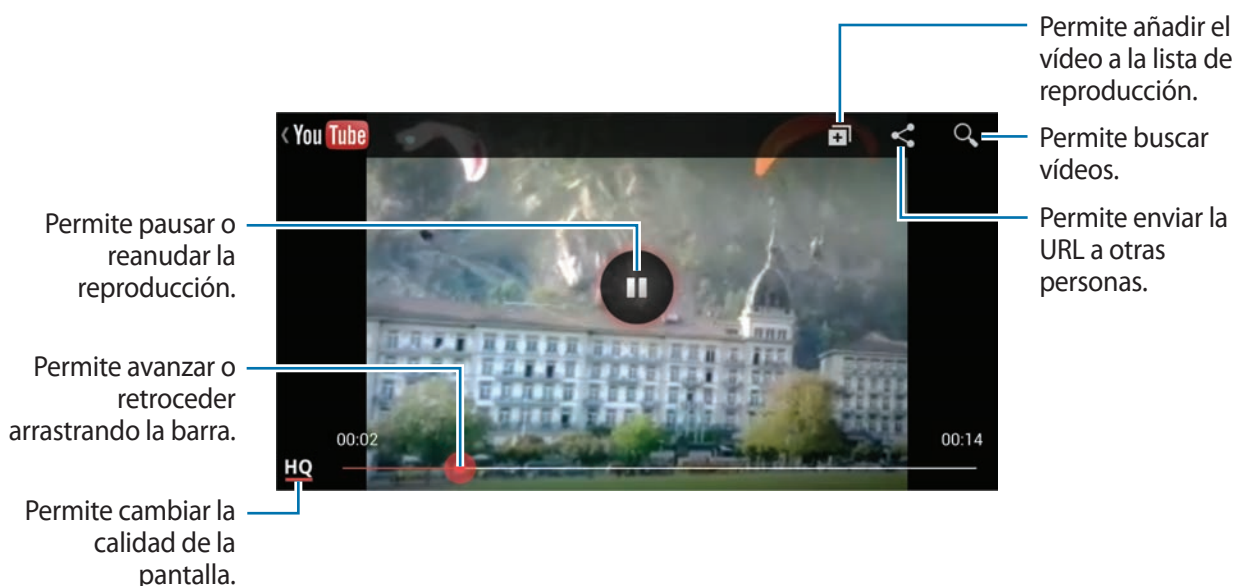 Permite añadir el
vídeo a la lista de
reproducción.
‹ You Tube
Permite buscar
vídeos.
Permite enviar la
URL a otras
personas.
Permite pausar o
reanudar la
reproducción.
Permite avanzar o
retroceder
arrastrando la barra.
00:02
00:14
HQ
Permite cambiar la
calidad de la
pantalla.